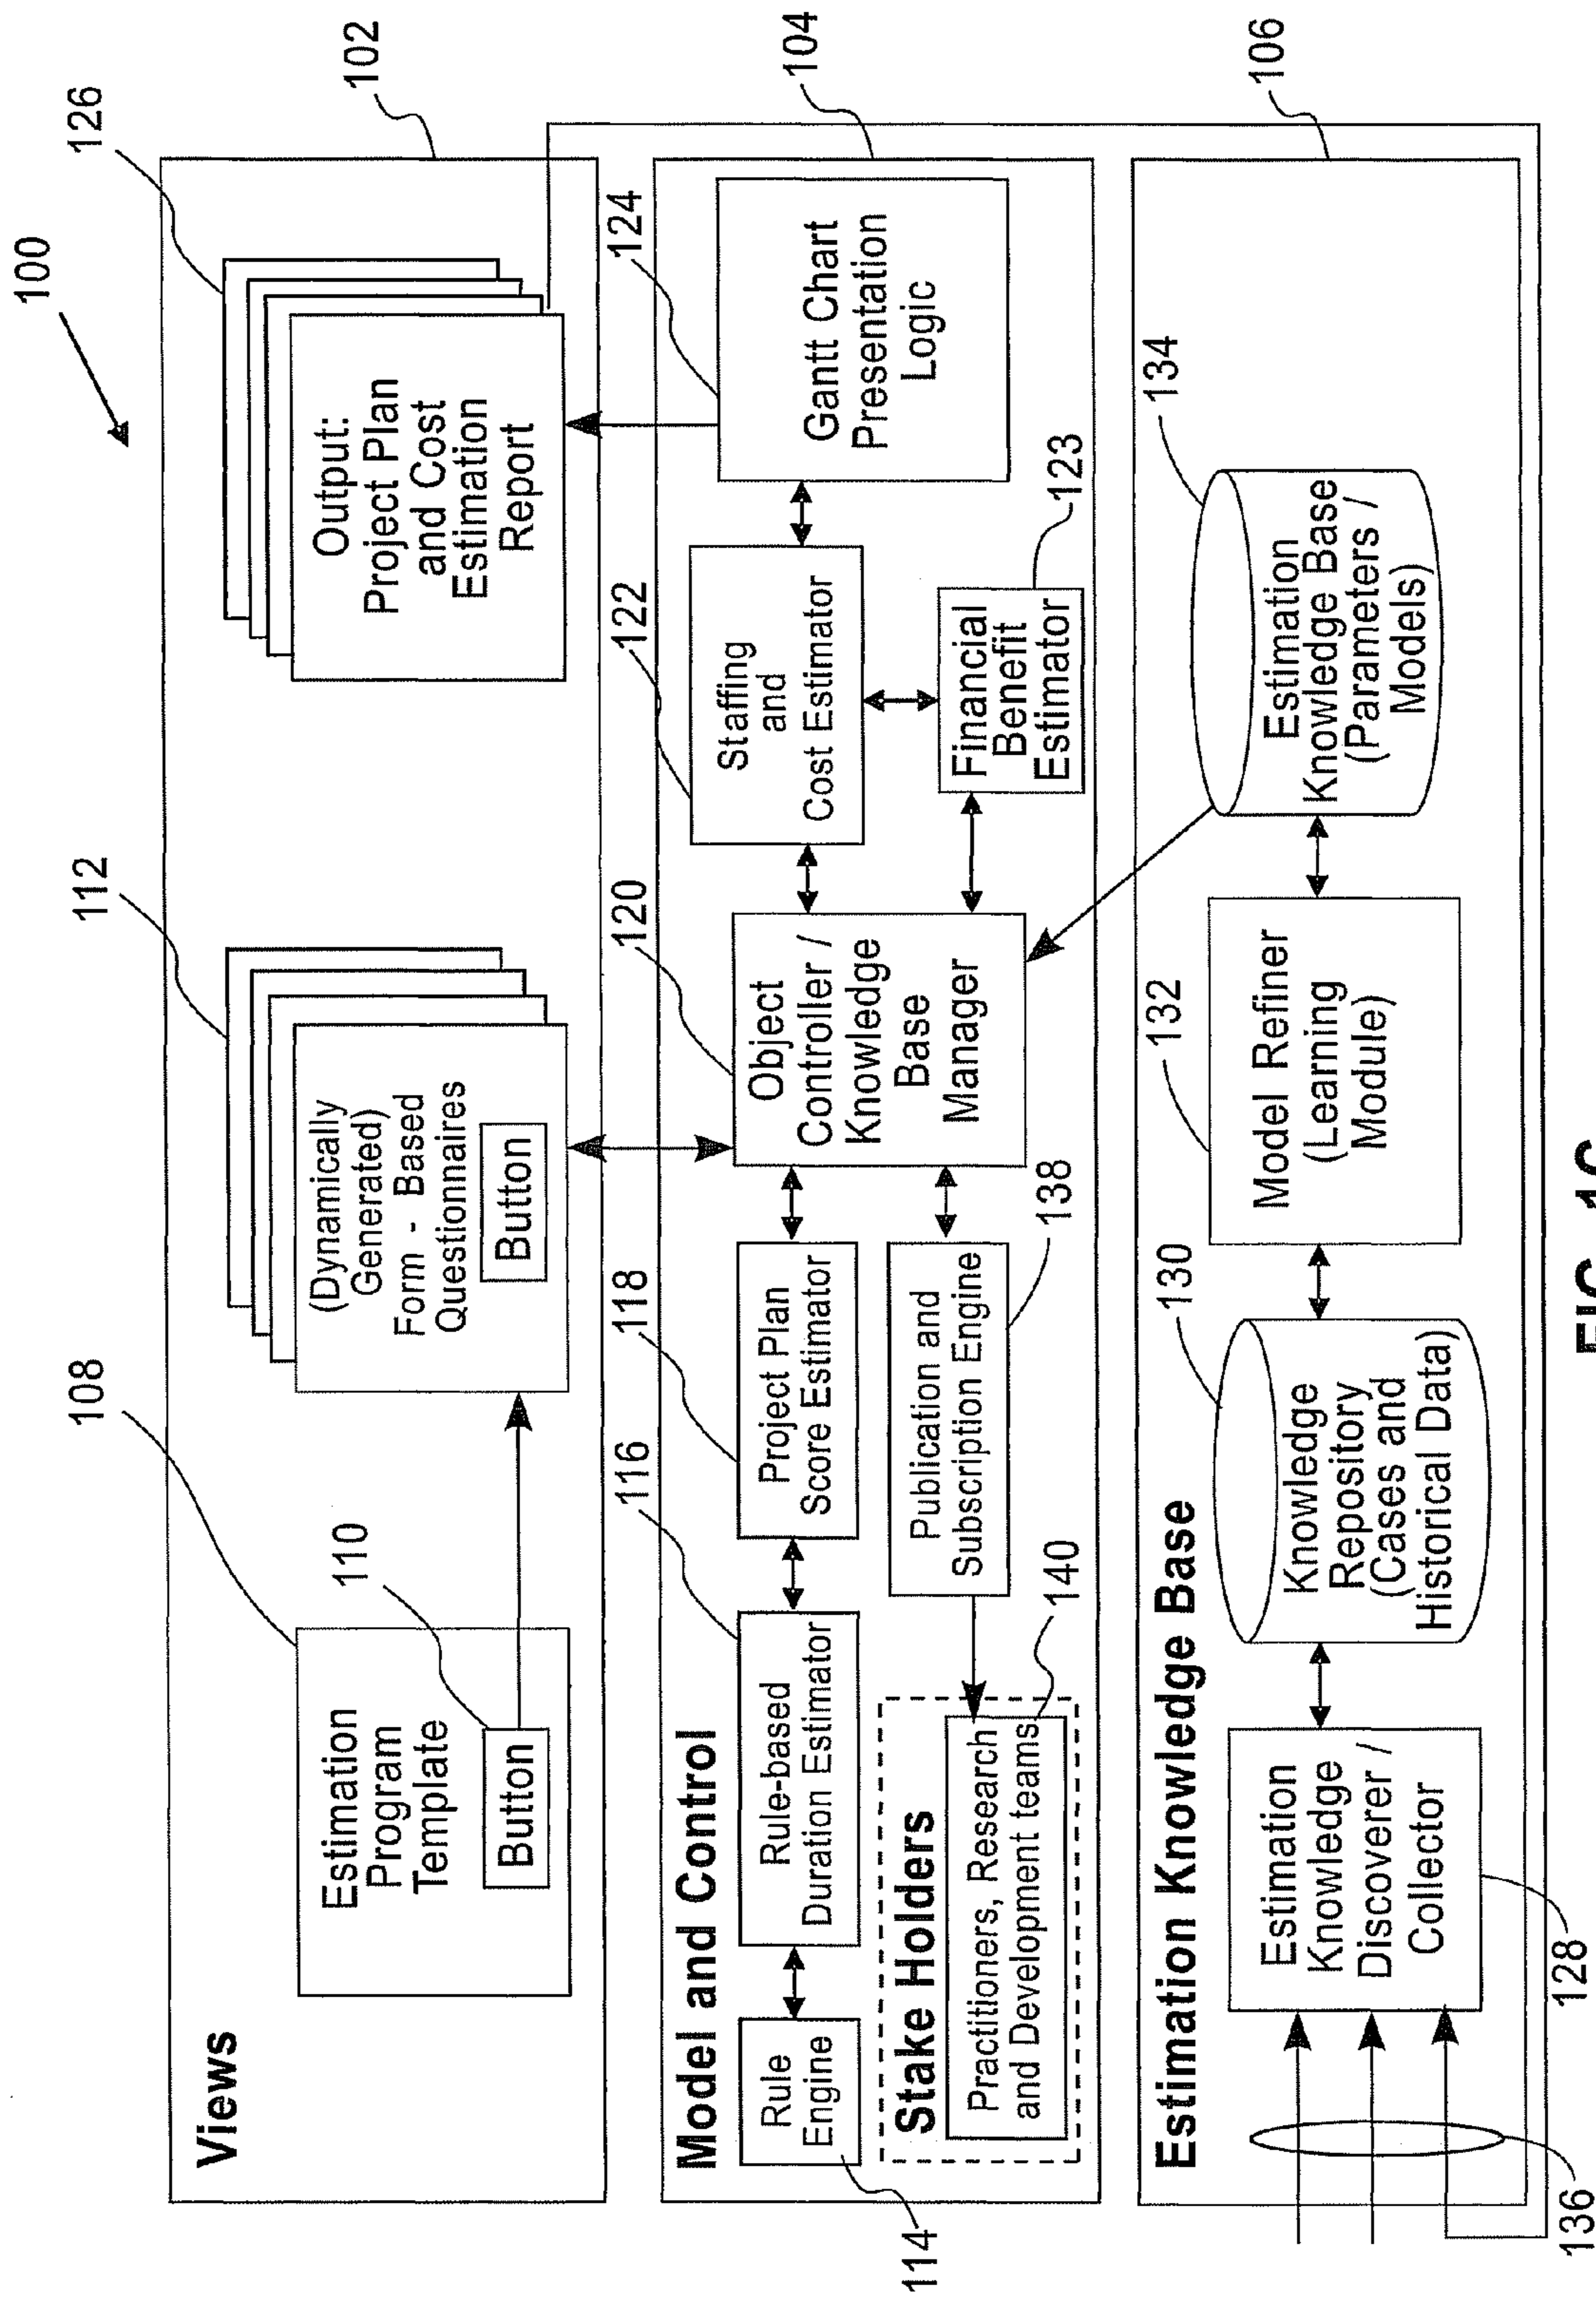 100
Views
102
Estimation
Program
Template
Button
108
110
(Dynamically
Generated)
Form - Based
Questionnaires
Button
112
Output:
Project Plan
and Cost
Estimation
Report
126
Model and Control
104
Rule
Engine
114
Rule-based
Duration Estimator
116
Project Plan
Score Estimator
118
Object
Controller /
Knowledge
Base
Manager
120
Staffing
and
Cost Estimator
122
Financial
Benefit
Estimator
123
Gantt Chart
Presentation
Logic
124
Stake Holders
Practitioners, Research
and Development teams
140
Publication and
Subscription Engine
138
Estimation Knowledge Base
106
Estimation
Knowledge
Discoverer /
Collector
128
Knowledge
Repository
(Cases and
Historical Data)
130
Model Refiner
(Learning
Module)
132
Estimation
Knowledge Base
(Parameters /
Models)
134
136